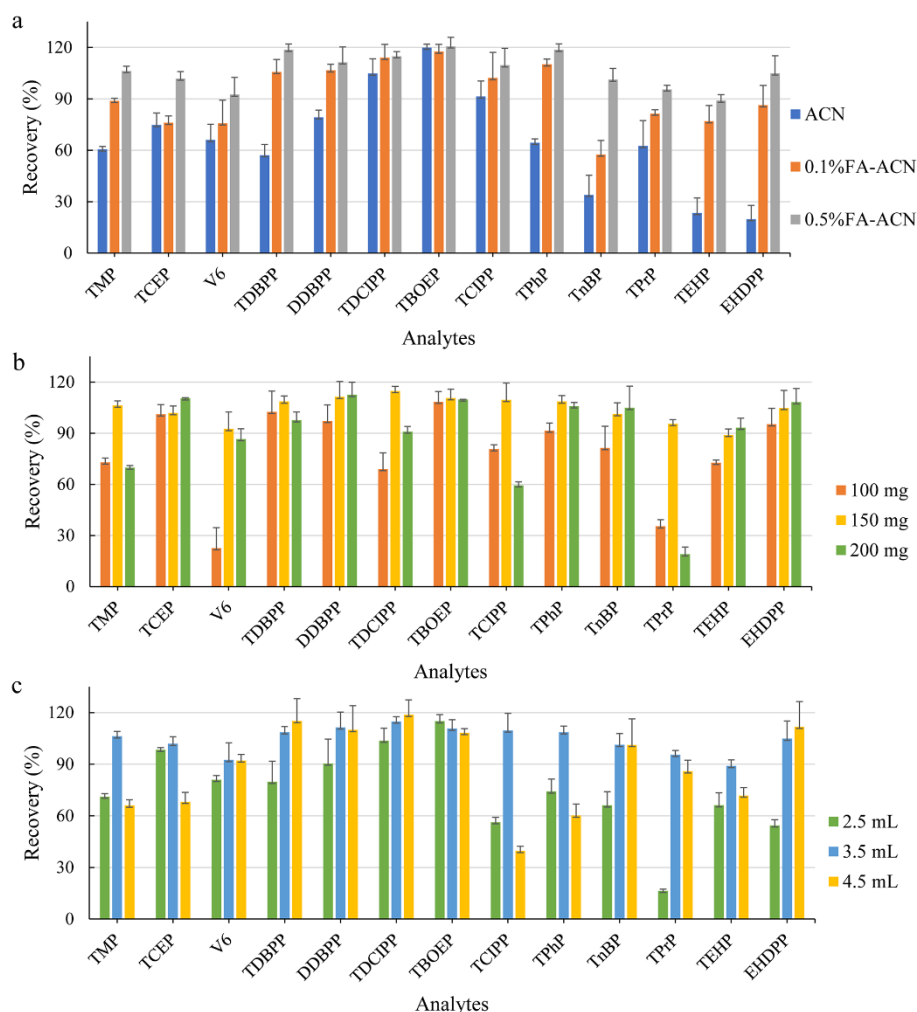 a
Recovery (%)
120
90
60
30
0
TMP
TCEP
V6
TDBPP
DDBPP
TDCIPP
TBOEP
TCIPP
TPhP
TnBP
TPrP
TEHP
EHDPP
Analytes
ACN
0.1%FA-ACN
0.5%FA-ACN
b
Recovery (%)
120
90
60
30
0
TMP
TCEP
V6
TDBPP
DDBPP
TDCIPP
TBOEP
TCIPP
TPhP
TnBP
TPrP
TEHP
EHDPP
Analytes
100 mg
150 mg
200 mg
c
Recovery (%)
120
90
60
30
0
TMP
TCEP
V6
TDBPP
DDBPP
TDCIPP
TBOEP
TCIPP
TPhP
TnBP
TPrP
TEHP
EHDPP
Analytes
2.5 mL
3.5 mL
4.5 mL